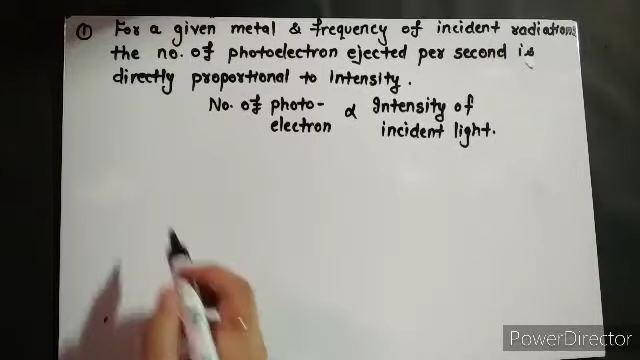 ① For a given metal & frequency of incident radiations
the no. of photoelectron ejected per second is
directly proportional to Intensity.
No. of photo- ∝ Intensity of
electron incident light.
PowerDirector